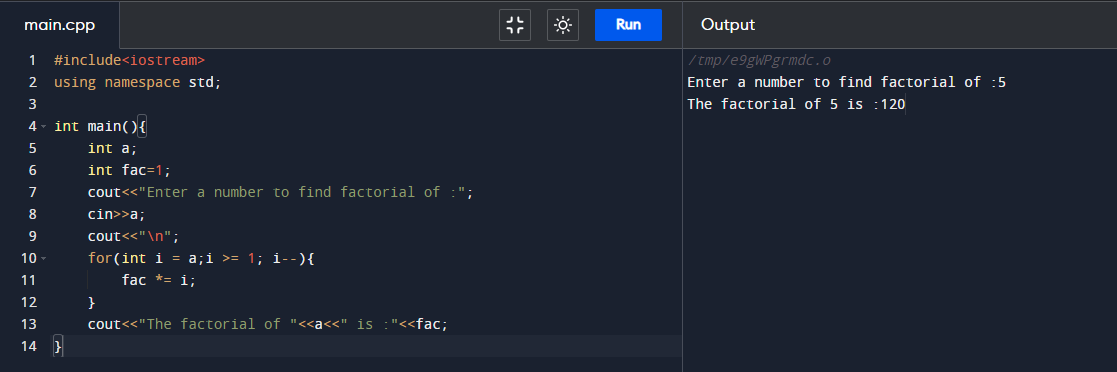 main.cpp
Run
Output
1 #include<iostream>
2 using namespace std;
3
4 int main(){
5     int a;
6     int fac=1;
7     cout<<"Enter a number to find factorial of :";
8     cin>>a;
9     cout<<"\n";
10     for(int i = a;i >= 1; i--){
11         fac *= i;
12     }
13     cout<<"The factorial of "<<a<<" is :"<<fac;
14 }
/tmp/e9gWPgrmdc.o
Enter a number to find factorial of :5
The factorial of 5 is :120